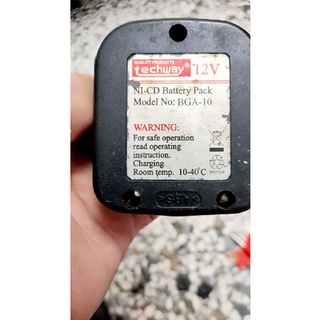 QUALITY PRODUCTS
techway 12V
NI-CD Battery Pack
Model No: BGA-10
WARNING:
For safe operation
read operating
instruction.
Charging
Room temp. 10-40°C
RECYCLE